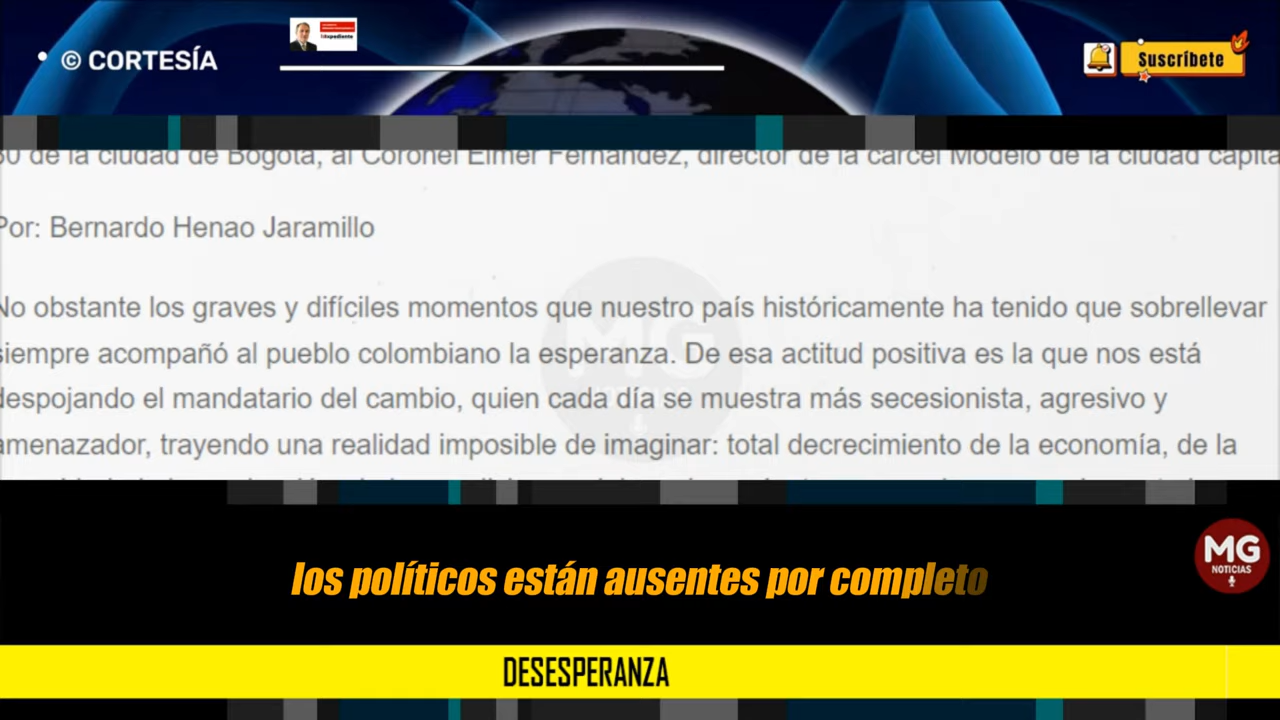 © CORTESÍA
Expediente
Suscríbete
30 de la ciudad de Bogotá, al Coronel Elmer Fernández, director de la cárcel Modelo de la ciudad capita
Por: Bernardo Henao Jaramillo
No obstante los graves y difíciles momentos que nuestro país históricamente ha tenido que sobrellevar
siempre acompañó al pueblo colombiano la esperanza. De esa actitud positiva es la que nos está
despojando el mandatario del cambio, quien cada día se muestra más secesionista, agresivo y
amenazador, trayendo una realidad imposible de imaginar: total decrecimiento de la economía, de la
MG
NOTICIAS
los políticos están ausentes por completo
MG
NOTICIAS
DESESPERANZA